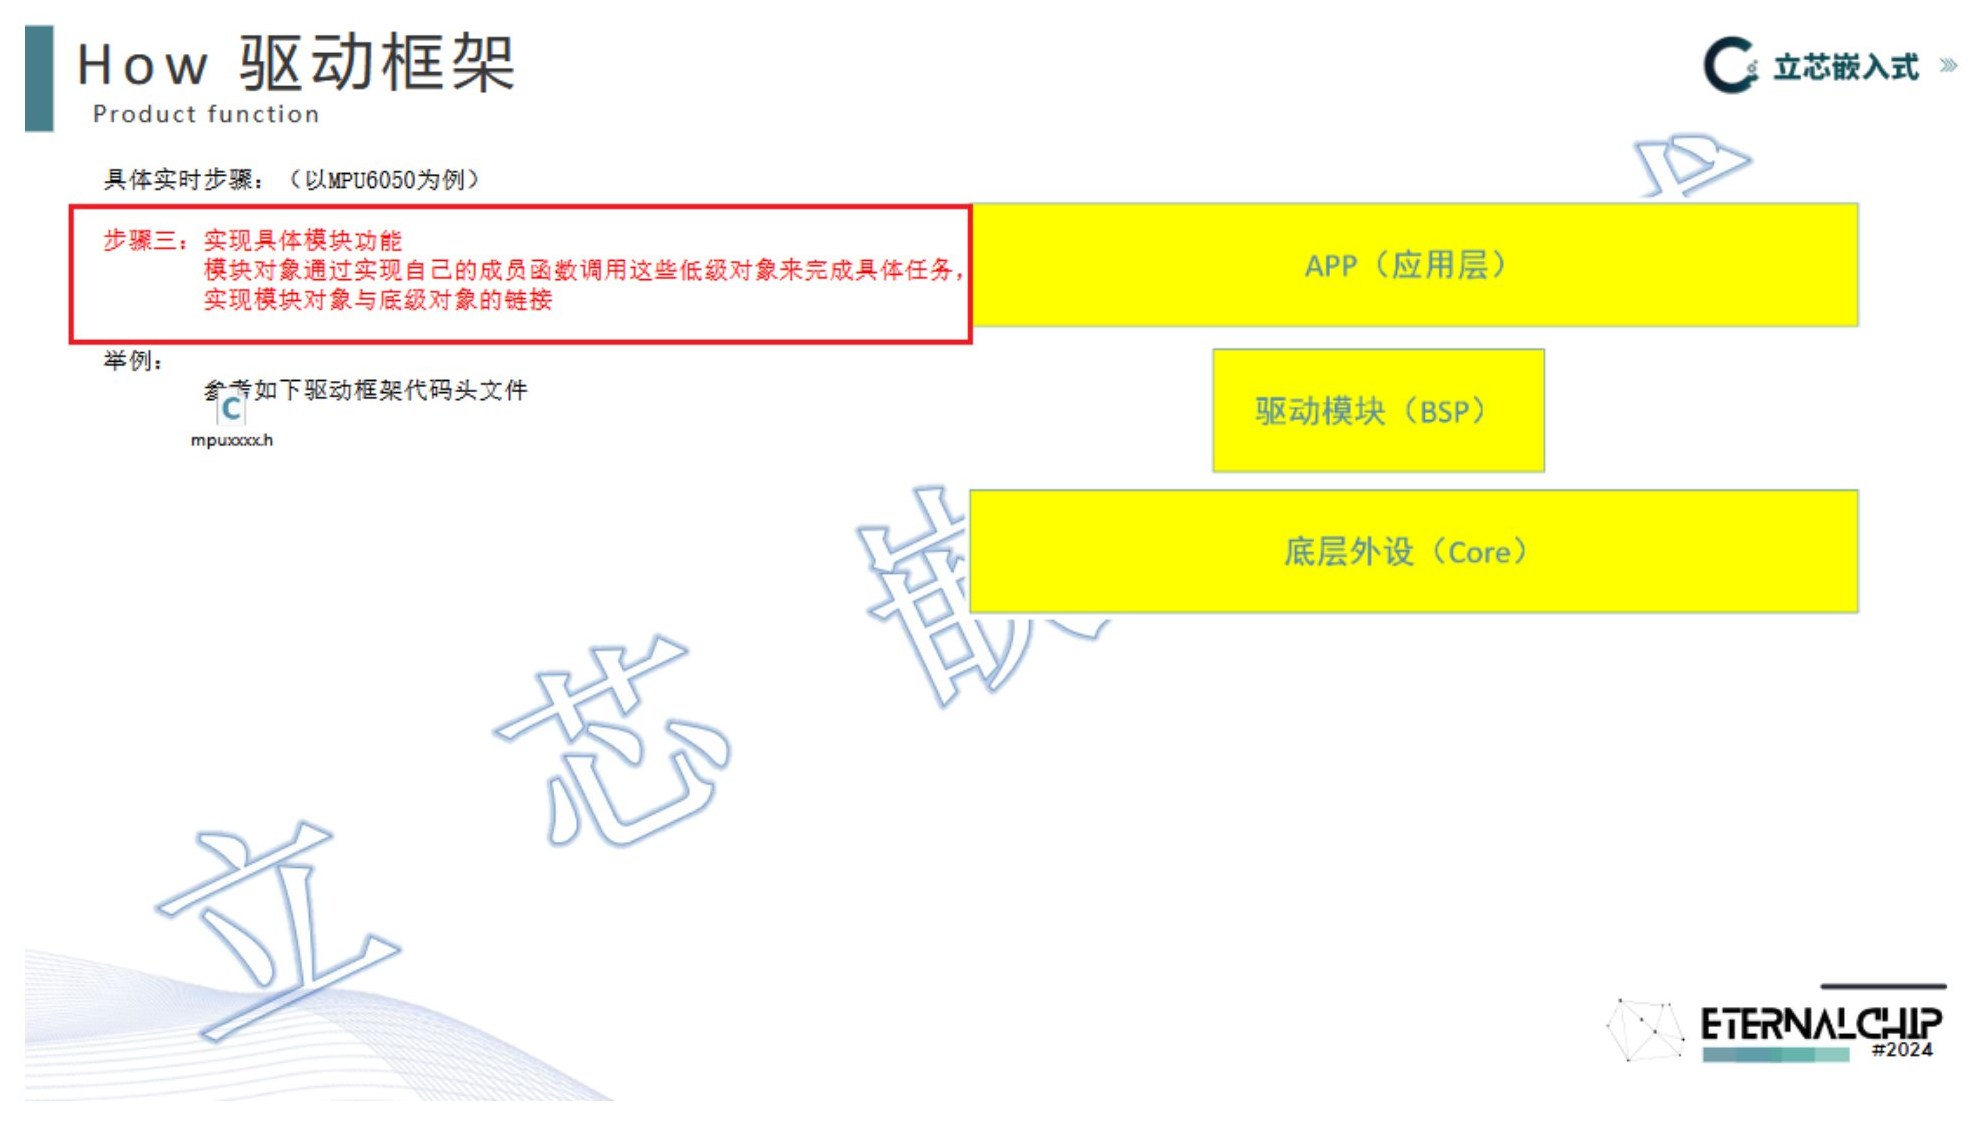 How 驱动框架
Product function
立芯嵌入式
具体实时步骤：（以MPU6050为例）
步骤三：实现具体模块功能
模块对象通过实现自己的成员函数调用这些低级对象来完成具体任务，
实现模块对象与底级对象的链接
举例：
参考如下驱动框架代码头文件
C
mpuxxxx.h
APP（应用层）
驱动模块（BSP）
底层外设（Core）
立芯嵌
ETERNALCHIP
#2024